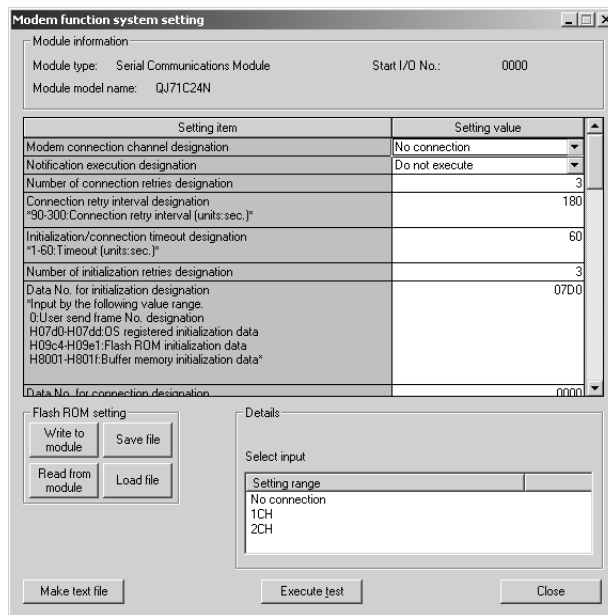 Modem function system setting
Module information
Module type: Serial Communications Module Start I/O No.: 0000
Module model name: QJ71C24N
Setting item Setting value
Modem connection channel designation No connection
Notification execution designation Do not execute
Number of connection retries designation 3
Connection retry interval designation 180
*90-300:Connection retry interval (units:sec.)*
Initialization/connection timeout designation 60
*1-60:Timeout (units:sec.)*
Number of initialization retries designation 3
Data No. for initialization designation 07D0
*Input by the following value range.
0:User send frame No. designation
H07d0-H07dd:OS registered initialization data
H09c4-H09e1:Flash ROM initialization data
H8001-H801f:Buffer memory initialization data*
Data No. for connection designation 0000
Flash ROM setting
Write to module
Save file
Read from module
Load file
Details
Select input
Setting range
No connection
1CH
2CH
Make text file Execute test Close